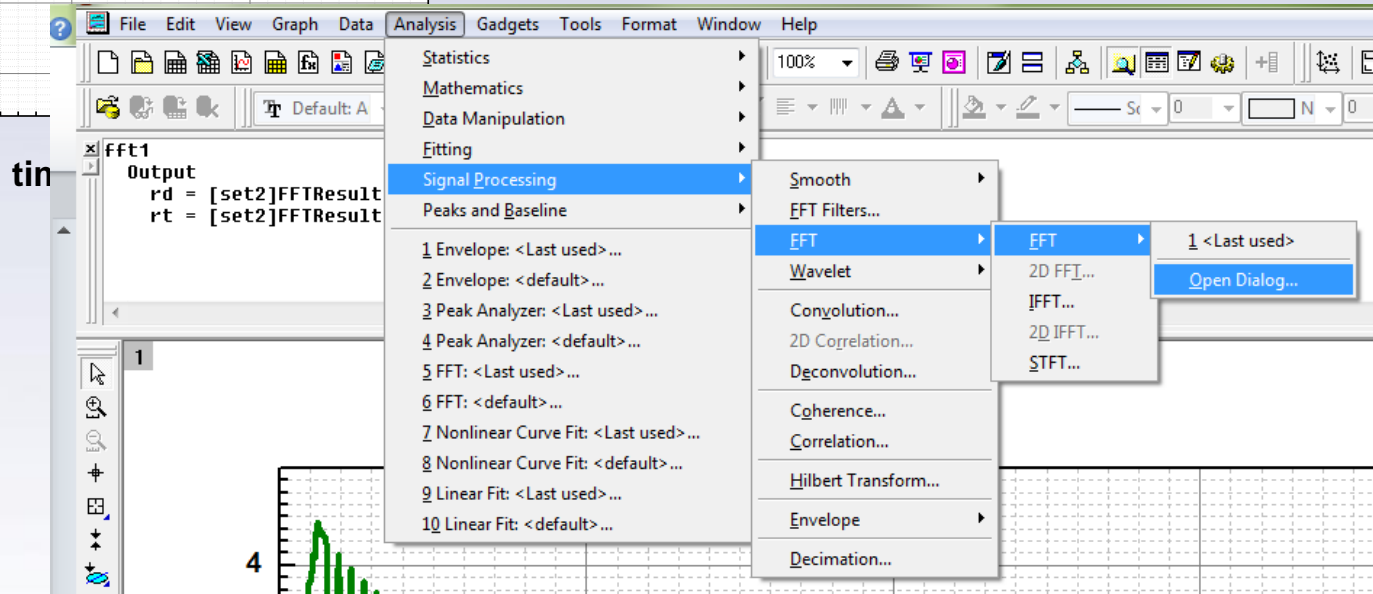 File Edit View Graph Data Analysis Gadgets Tools Format Window Help
100%
Default: A
0
N
0
tin
fft1
Output
rd = [set2]FFTResult
rt = [set2]FFTResult
Statistics
Mathematics
Data Manipulation
Fitting
Signal Processing
Peaks and Baseline
1 Envelope: <Last used>...
2 Envelope: <default>...
3 Peak Analyzer: <Last used>...
4 Peak Analyzer: <default>...
5 FFT: <Last used>...
6 FFT: <default>...
7 Nonlinear Curve Fit: <Last used>...
8 Nonlinear Curve Fit: <default>...
9 Linear Fit: <Last used>...
10 Linear Fit: <default>...
Smooth
FFT Filters...
FFT
Wavelet
Convolution...
2D Correlation...
Deconvolution...
Coherence...
Correlation...
Hilbert Transform...
Envelope
Decimation...
FFT
2D FFT...
IFFT...
2D IFFT...
STFT...
1 <Last used>
Open Dialog...
1
4